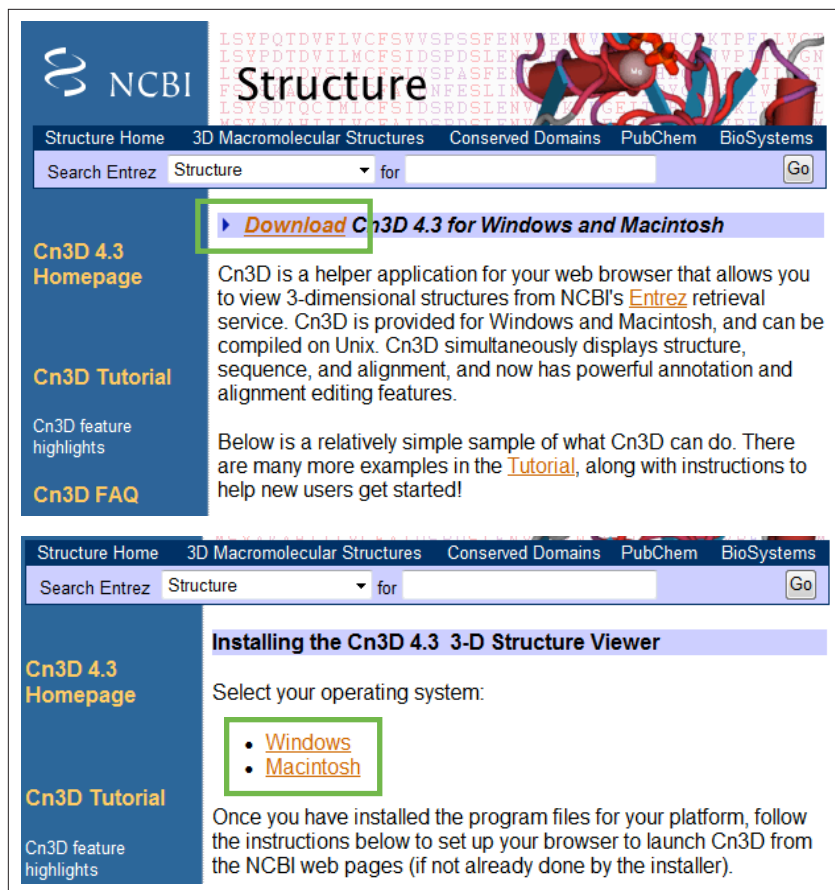 NCBI
Structure
Structure Home 3D Macromolecular Structures Conserved Domains PubChem BioSystems
Search Entrez Structure for Go
Download Cn3D 4.3 for Windows and Macintosh
Cn3D 4.3
Homepage
Cn3D Tutorial
Cn3D feature
highlights
Cn3D FAQ
Cn3D is a helper application for your web browser that allows you
to view 3-dimensional structures from NCBI's Entrez retrieval
service. Cn3D is provided for Windows and Macintosh, and can be
compiled on Unix. Cn3D simultaneously displays structure,
sequence, and alignment, and now has powerful annotation and
alignment editing features.
Below is a relatively simple sample of what Cn3D can do. There
are many more examples in the Tutorial, along with instructions to
help new users get started!
Structure Home 3D Macromolecular Structures Conserved Domains PubChem BioSystems
Search Entrez Structure for Go
Cn3D 4.3
Homepage
Cn3D Tutorial
Cn3D feature
highlights
Installing the Cn3D 4.3 3-D Structure Viewer
Select your operating system:
Windows
Macintosh
Once you have installed the program files for your platform, follow
the instructions below to set up your browser to launch Cn3D from
the NCBI web pages (if not already done by the installer).